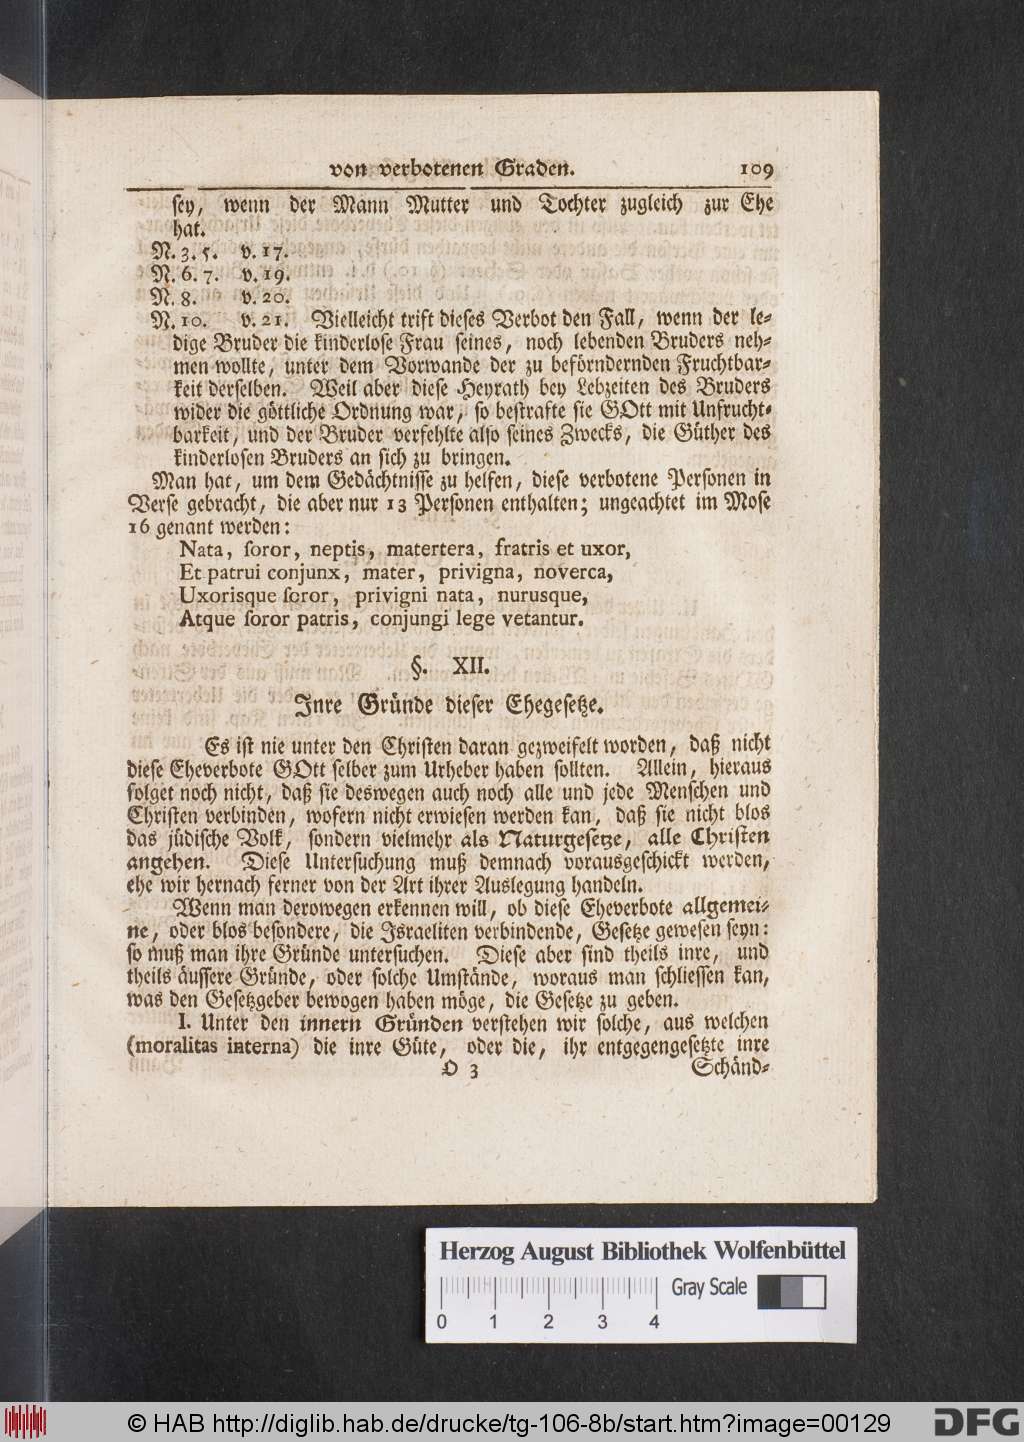 von verbotenen Graden. 109
sey, wenn der Mann Mutter und Tochter zugleich zur Ehe
hat.
N. 3. 5. v. 17.
N. 6. 7. v. 19.
N. 8. v. 20.
N. 10. v. 21. Vielleicht trift dieses Verbot den Fall, wenn der le-
dige Bruder die kinderlose Frau seines, noch lebenden Bruders neh-
men wollte, unter dem Vorwande der zu beförndernden Fruchtbar-
keit derselben. Weil aber diese Heyrath bey Lebzeiten des Bruders
wider die göttliche Ordnung war, so bestrafte sie GOtt mit Unfrucht-
barkeit, und der Bruder verfehlte also seines Zwecks, die Güther des
kinderlosen Bruders an sich zu bringen.
Man hat, um dem Gedächtnisse zu helfen, diese verbotene Personen in
Verse gebracht, die aber nur 13 Personen enthalten; ungeachtet im Mose
16 genant werden:
Nata, soror, neptis, matertera, fratris et uxor,
Et patrui conjunx, mater, privigna, noverca,
Uxorisque soror, privigni nata, nurusque,
Atque soror patris, conjungi lege vetantur.
§. XII.
Inre Gründe dieser Ehegesetze.
Es ist nie unter den Christen daran gezweifelt worden, daß nicht
diese Eheverbote GOtt selber zum Urheber haben sollten. Allein, hieraus
folget noch nicht, daß sie deswegen auch noch alle und jede Menschen und
Christen verbinden, wofern nicht erwiesen werden kan, daß sie nicht blos
das jüdische Volk, sondern vielmehr als Naturgesetze, alle Christen
angehen. Diese Untersuchung muß demnach vorausgeschickt werden,
ehe wir hernach ferner von der Art ihrer Auslegung handeln.
Wenn man derowegen erkennen will, ob diese Eheverbote allgemei-
ne, oder blos besondere, die Israeliten verbindende, Gesetze gewesen seyn:
so muß man ihre Gründe untersuchen. Diese aber sind theils inre, und
theils äussere Gründe, oder solche Umstände, woraus man schliessen kan,
was den Gesetzgeber bewogen haben möge, die Gesetze zu geben.
I. Unter den innern Gründen verstehen wir solche, aus welchen
(moralitas interna) die inre Güte, oder die, ihr entgegengesetzte inre
O 3 Schänd-
Herzog August Bibliothek Wolfenbüttel
Gray Scale
0 1 2 3 4
© HAB http://diglib.hab.de/drucke/tg-106-8b/start.htm?image=00129
DFG